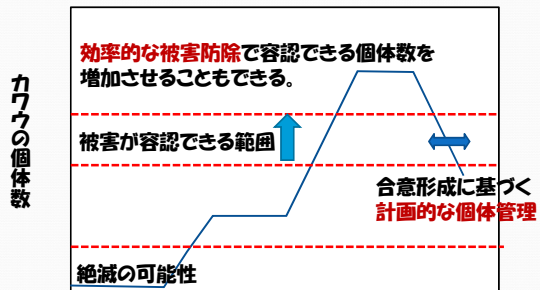 効率的な被害防除で容認できる個体数を
増加させることもできる。
カワウの個体数
被害が容認できる範囲
合意形成に基づく
計画的な個体管理
絶滅の可能性